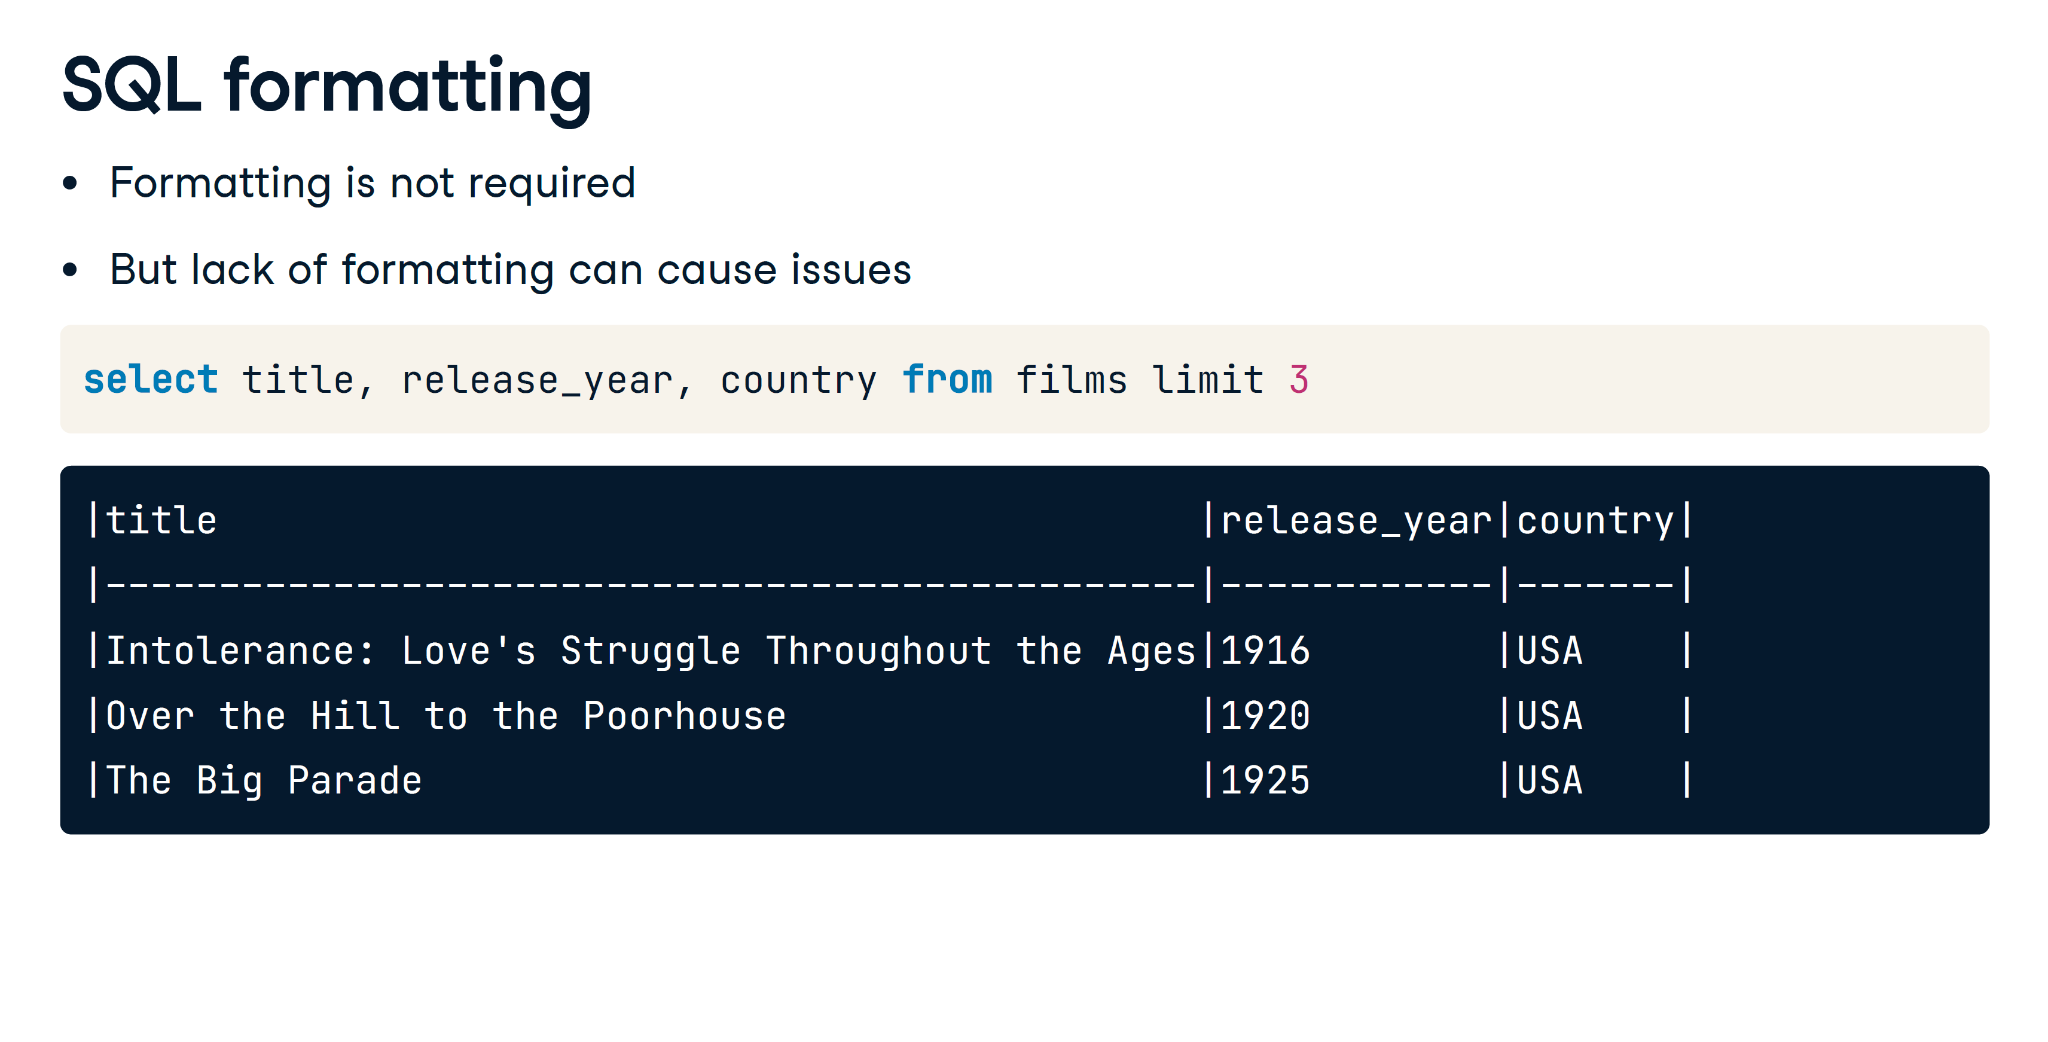 SQL formatting
• Formatting is not required
• But lack of formatting can cause issues
select title, release_year, country from films limit 3
|title                                           |release_year|country|
|------------------------------------------------|------------|-------|
|Intolerance: Love's Struggle Throughout the Ages|1916        |USA    |
|Over the Hill to the Poorhouse                  |1920        |USA    |
|The Big Parade                                  |1925        |USA    |